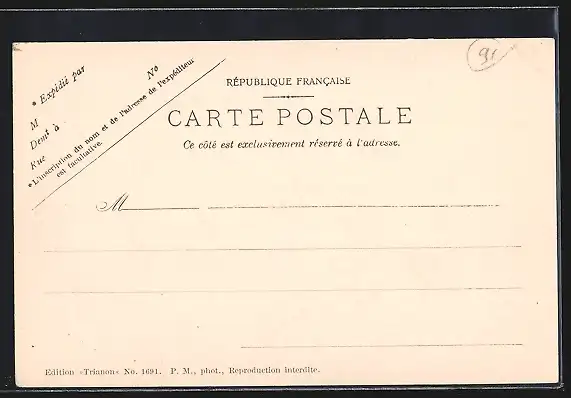 91
* Expédié par
M
Demt à
Rue No
* L'inscription du nom et de l'adresse de l'expéditeur
est facultative.
RÉPUBLIQUE FRANÇAISE
CARTE POSTALE
Ce côté est exclusivement réservé à l'adresse.
M
Edition »Trianon« No. 1691. P. M., phot., Reproduction interdite.